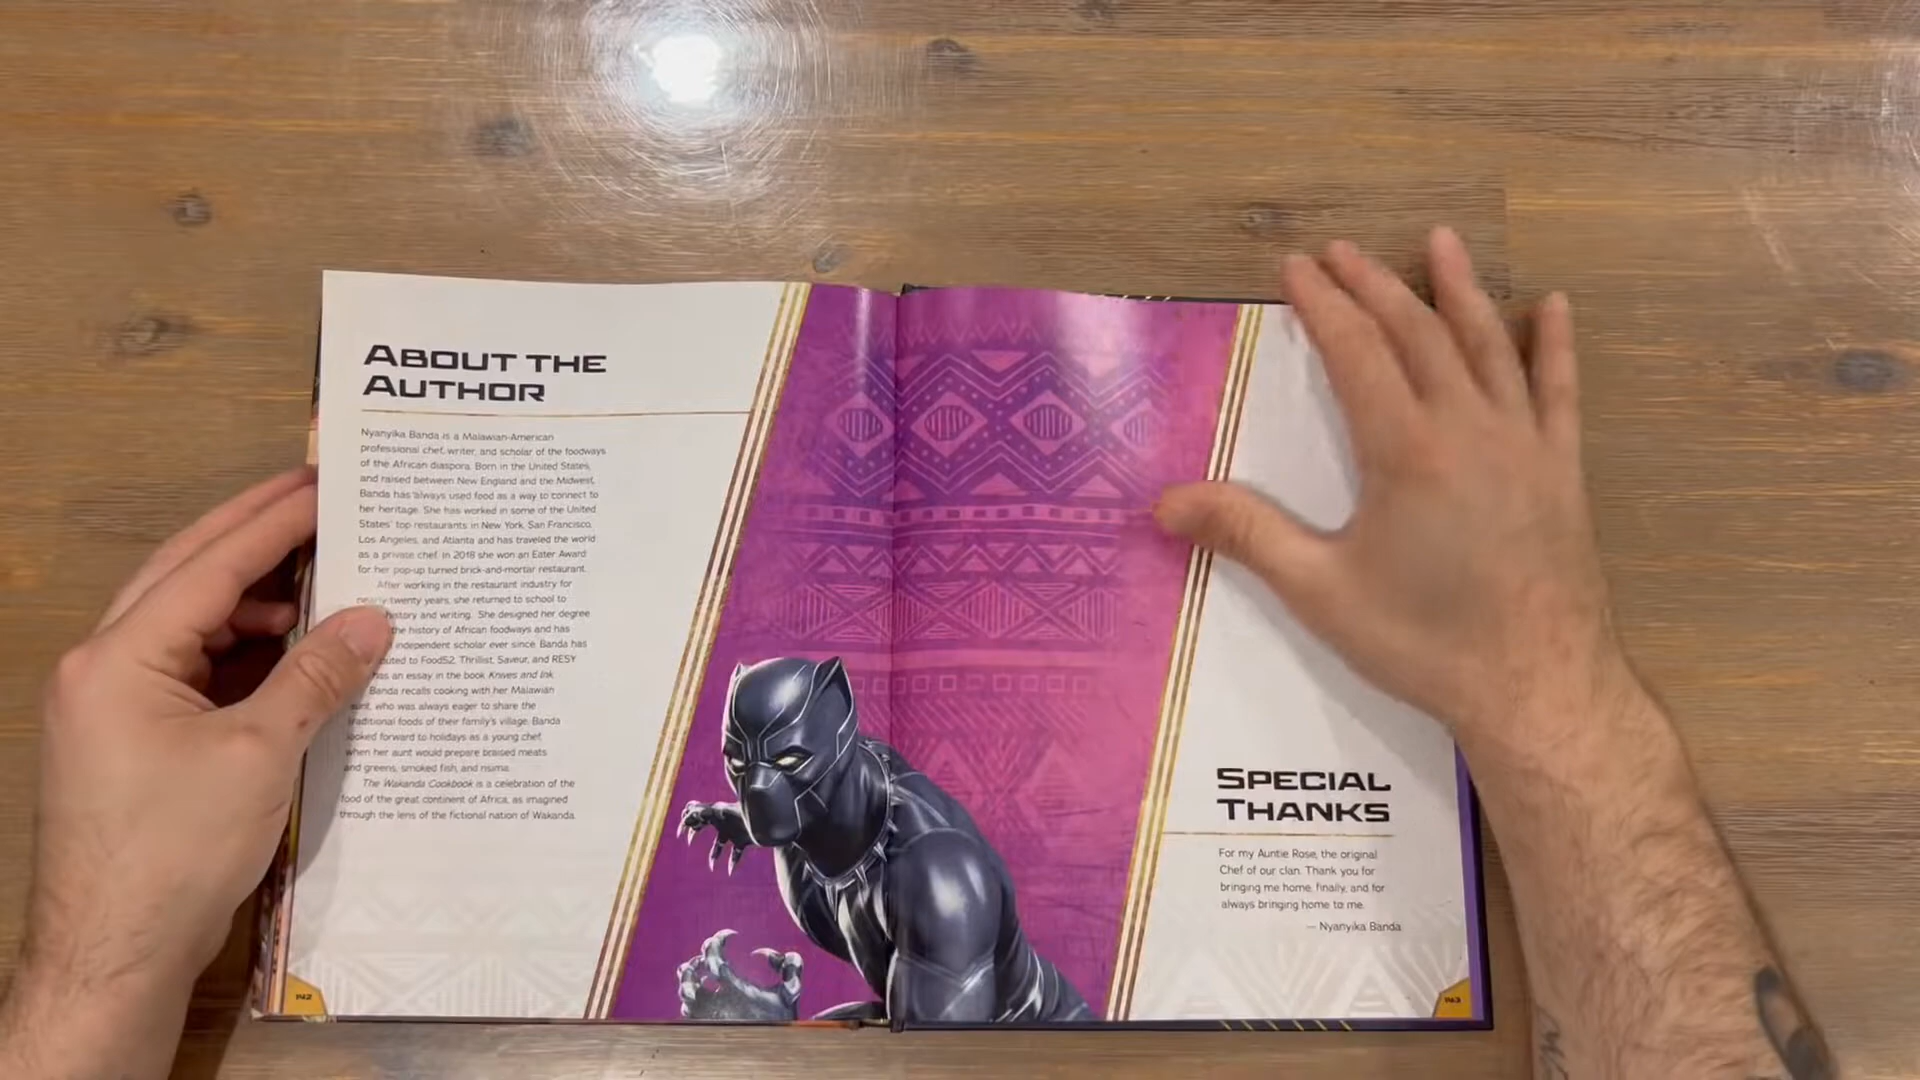 ABOUT THE
AUTHOR
Nyanyika Banda is a Malawian-American
professional chef, writer, and scholar of the foodways
of the African diaspora. Born in the United States,
and raised between New England and the Midwest,
Banda has always used food as a way to connect to
her heritage. She has worked in some of the United
States' top restaurants in New York, San Francisco,
Los Angeles, and Atlanta and has traveled the world
as a private chef. In 2018 she won an Eater Award
for her pop-up turned brick-and-mortar restaurant.
After working in the restaurant industry for
nearly twenty years, she returned to school to
history and writing. She designed her degree
the history of African foodways and has
independent scholar ever since. Banda has
to Food52, Thrillist, Saveur, and RESY
has an essay in the book Knives and Ink.
Banda recalls cooking with her Malawian
aunt, who was always eager to share the
traditional foods of their family's village. Banda
looked forward to holidays as a young chef,
when her aunt would prepare braised meats
and greens, smoked fish, and nsima.
The Wakanda Cookbook is a celebration of the
food of the great continent of Africa, as imagined
through the lens of the fictional nation of Wakanda.
142
SPECIAL
THANKS
For my Auntie Rose, the original
Chef of our clan. Thank you for
bringing me home, finally, and for
always bringing home to me.
— Nyanyika Banda
143